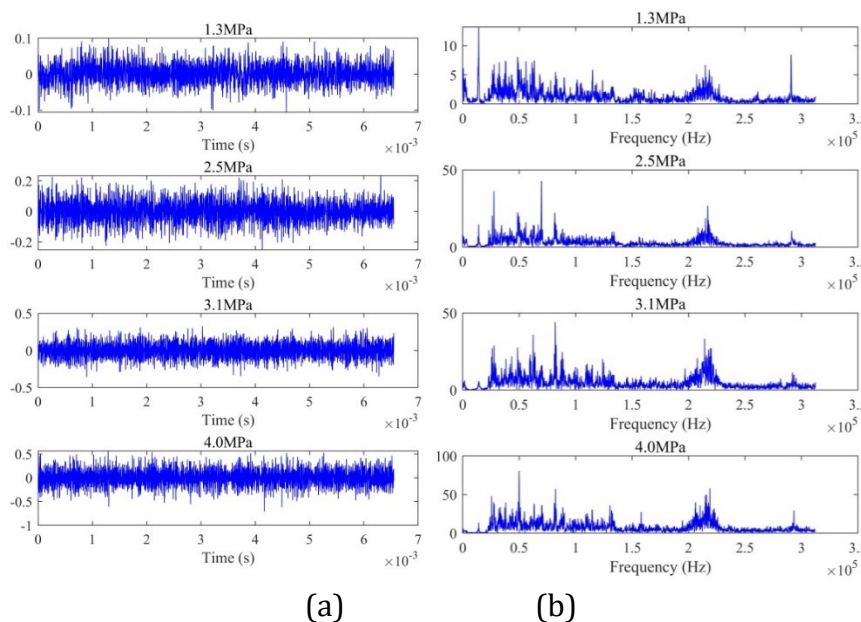 1.3MPa
0.1
0
-0.1
0 1 2 3 4 5 6 7
Time (s)
×10⁻³
2.5MPa
0.2
0
-0.2
0 1 2 3 4 5 6 7
Time (s)
×10⁻³
3.1MPa
0.5
0
-0.5
0 1 2 3 4 5 6 7
Time (s)
×10⁻³
4.0MPa
0.5
0
-1
0 1 2 3 4 5 6 7
Time (s)
×10⁻³
(a)
1.3MPa
10
5
0
0 0.5 1 1.5 2 2.5 3
Frequency (Hz)
×10⁵
2.5MPa
50
0
0 0.5 1 1.5 2 2.5 3
Frequency (Hz)
×10⁵
3.1MPa
50
0
0 0.5 1 1.5 2 2.5 3
Frequency (Hz)
×10⁵
4.0MPa
100
50
0
0 0.5 1 1.5 2 2.5 3
Frequency (Hz)
×10⁵
(b)